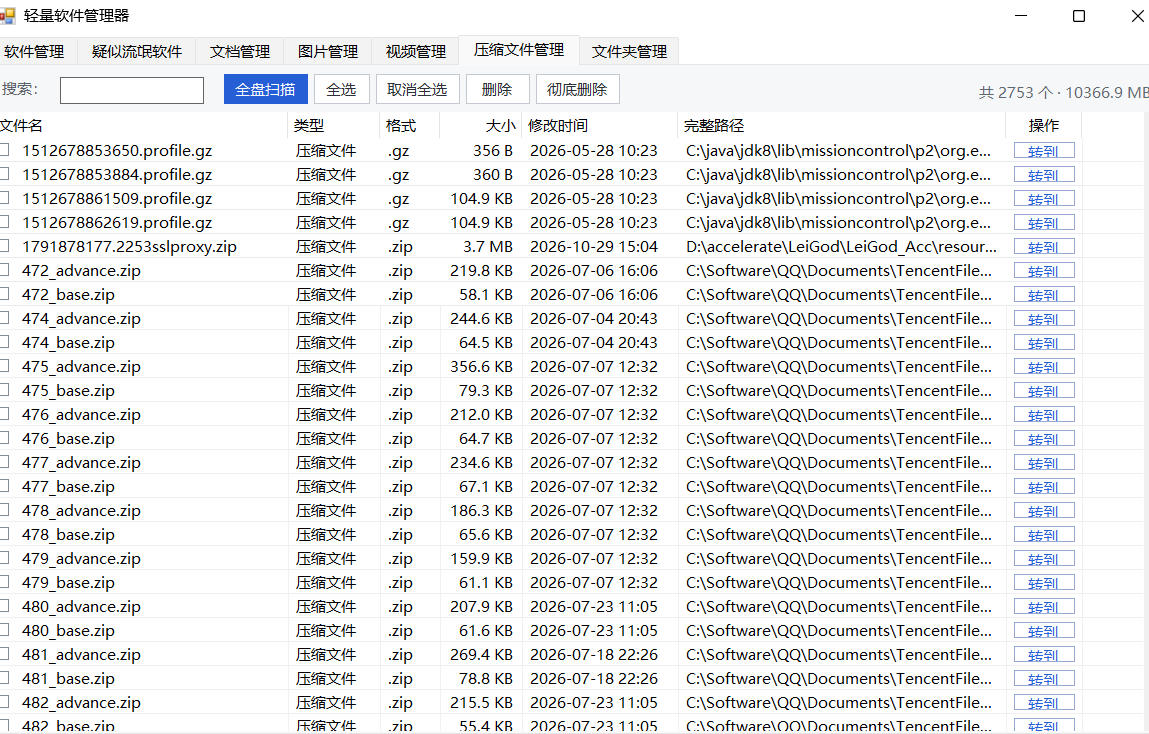 轻量软件管理器
软件管理 疑似流氓软件 文档管理 图片管理 视频管理 压缩文件管理 文件夹管理
搜索: 全盘扫描 全选 取消全选 删除 彻底删除 共 2753 个 · 10366.9 MB
文件名 类型 格式 大小 修改时间 完整路径 操作
1512678853650.profile.gz 压缩文件 .gz 356 B 2026-05-28 10:23 C:\java\jdk8\lib\missioncontrol\p2\org.e... 转到
1512678853884.profile.gz 压缩文件 .gz 360 B 2026-05-28 10:23 C:\java\jdk8\lib\missioncontrol\p2\org.e... 转到
1512678861509.profile.gz 压缩文件 .gz 104.9 KB 2026-05-28 10:23 C:\java\jdk8\lib\missioncontrol\p2\org.e... 转到
1512678862619.profile.gz 压缩文件 .gz 104.9 KB 2026-05-28 10:23 C:\java\jdk8\lib\missioncontrol\p2\org.e... 转到
1791878177.2253sslproxy.zip 压缩文件 .zip 3.7 MB 2026-10-29 15:04 D:\accelerate\LeiGod\LeiGod_Acc\resour... 转到
472_advance.zip 压缩文件 .zip 219.8 KB 2026-07-06 16:06 C:\Software\QQ\Documents\TencentFile... 转到
472_base.zip 压缩文件 .zip 58.1 KB 2026-07-06 16:06 C:\Software\QQ\Documents\TencentFile... 转到
474_advance.zip 压缩文件 .zip 244.6 KB 2026-07-04 20:43 C:\Software\QQ\Documents\TencentFile... 转到
474_base.zip 压缩文件 .zip 64.5 KB 2026-07-04 20:43 C:\Software\QQ\Documents\TencentFile... 转到
475_advance.zip 压缩文件 .zip 356.6 KB 2026-07-07 12:32 C:\Software\QQ\Documents\TencentFile... 转到
475_base.zip 压缩文件 .zip 79.3 KB 2026-07-07 12:32 C:\Software\QQ\Documents\TencentFile... 转到
476_advance.zip 压缩文件 .zip 212.0 KB 2026-07-07 12:32 C:\Software\QQ\Documents\TencentFile... 转到
476_base.zip 压缩文件 .zip 64.7 KB 2026-07-07 12:32 C:\Software\QQ\Documents\TencentFile... 转到
477_advance.zip 压缩文件 .zip 234.6 KB 2026-07-07 12:32 C:\Software\QQ\Documents\TencentFile... 转到
477_base.zip 压缩文件 .zip 67.1 KB 2026-07-07 12:32 C:\Software\QQ\Documents\TencentFile... 转到
478_advance.zip 压缩文件 .zip 186.3 KB 2026-07-07 12:32 C:\Software\QQ\Documents\TencentFile... 转到
478_base.zip 压缩文件 .zip 65.6 KB 2026-07-07 12:32 C:\Software\QQ\Documents\TencentFile... 转到
479_advance.zip 压缩文件 .zip 159.9 KB 2026-07-07 12:32 C:\Software\QQ\Documents\TencentFile... 转到
479_base.zip 压缩文件 .zip 61.1 KB 2026-07-07 12:32 C:\Software\QQ\Documents\TencentFile... 转到
480_advance.zip 压缩文件 .zip 207.9 KB 2026-07-23 11:05 C:\Software\QQ\Documents\TencentFile... 转到
480_base.zip 压缩文件 .zip 61.6 KB 2026-07-23 11:05 C:\Software\QQ\Documents\TencentFile... 转到
481_advance.zip 压缩文件 .zip 269.4 KB 2026-07-18 22:26 C:\Software\QQ\Documents\TencentFile... 转到
481_base.zip 压缩文件 .zip 78.8 KB 2026-07-18 22:26 C:\Software\QQ\Documents\TencentFile... 转到
482_advance.zip 压缩文件 .zip 215.5 KB 2026-07-23 11:05 C:\Software\QQ\Documents\TencentFile... 转到
482_base.zip 压缩文件 .zip 55.4 KB 2026-07-23 11:05 C:\Software\QQ\Documents\TencentFile... 转到